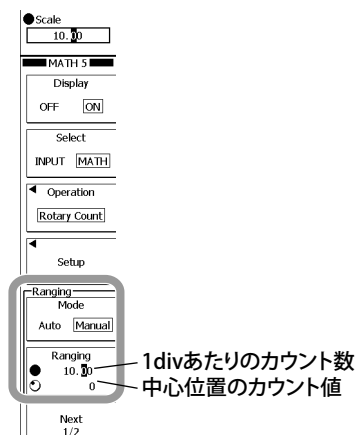 Scale
10.00
MATH 5
Display
OFF ON
Select
INPUT MATH
Operation
Rotary Count
Setup
Ranging
Mode
Auto Manual
Ranging
10.00 1divあたりのカウント数
0 中心位置のカウント値
Next
1/2